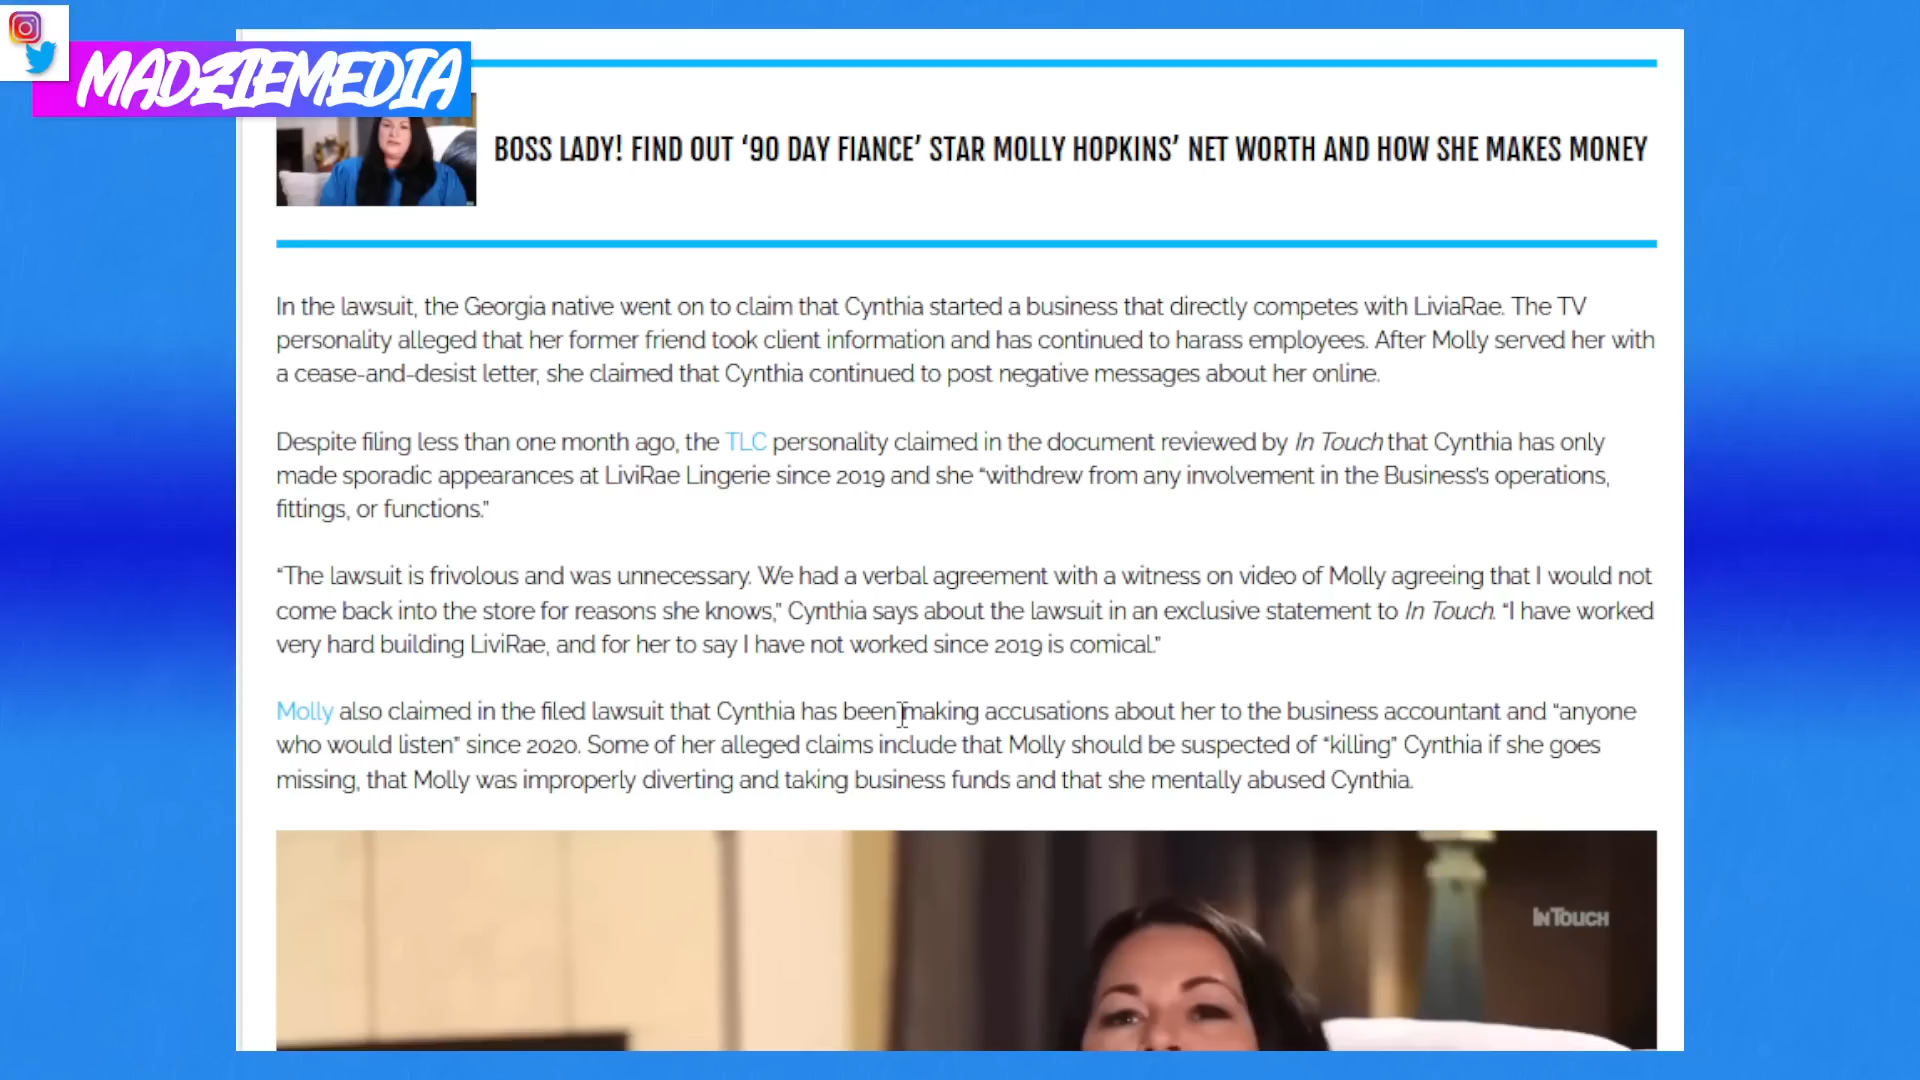 MADZIEMEDIA
BOSS LADY! FIND OUT ‘90 DAY FIANCE’ STAR MOLLY HOPKINS’ NET WORTH AND HOW SHE MAKES MONEY
In the lawsuit, the Georgia native went on to claim that Cynthia started a business that directly competes with LiviaRae. The TV
personality alleged that her former friend took client information and has continued to harass employees. After Molly served her with
a cease-and-desist letter, she claimed that Cynthia continued to post negative messages about her online.
Despite filing less than one month ago, the TLC personality claimed in the document reviewed by In Touch that Cynthia has only
made sporadic appearances at LiviRae Lingerie since 2019 and she “withdrew from any involvement in the Business’s operations,
fittings, or functions.”
“The lawsuit is frivolous and was unnecessary. We had a verbal agreement with a witness on video of Molly agreeing that I would not
come back into the store for reasons she knows,” Cynthia says about the lawsuit in an exclusive statement to In Touch. “I have worked
very hard building LiviRae, and for her to say I have not worked since 2019 is comical.”
Molly also claimed in the filed lawsuit that Cynthia has been making accusations about her to the business accountant and “anyone
who would listen” since 2020. Some of her alleged claims include that Molly should be suspected of “killing” Cynthia if she goes
missing, that Molly was improperly diverting and taking business funds and that she mentally abused Cynthia.
INTOUCH